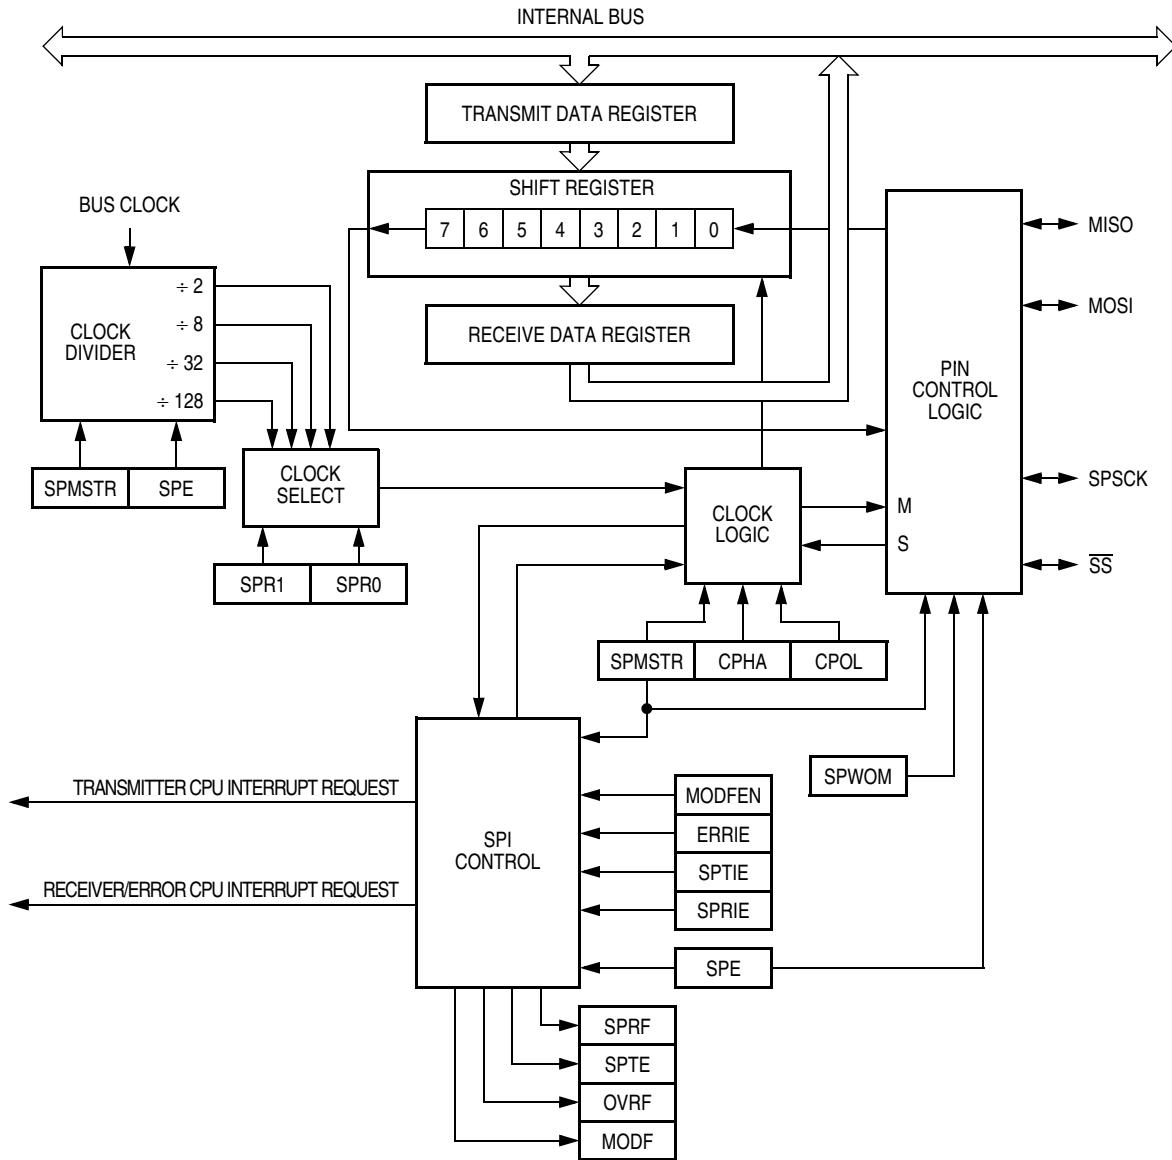 INTERNAL BUS
TRANSMIT DATA REGISTER
SHIFT REGISTER
7 6 5 4 3 2 1 0
BUS CLOCK
÷ 2
÷ 8
÷ 32
÷ 128
CLOCK
DIVIDER
RECEIVE DATA REGISTER
PIN
CONTROL
LOGIC
MISO
MOSI
SPSCK
SS
M
S
SPMSTR SPE
CLOCK
SELECT
SPR1 SPR0
CLOCK
LOGIC
SPMSTR CPHA CPOL
SPWOM
TRANSMITTER CPU INTERRUPT REQUEST
RECEIVER/ERROR CPU INTERRUPT REQUEST
SPI
CONTROL
MODFEN
ERRIE
SPTIE
SPRIE
SPE
SPRF
SPTE
OVRF
MODF